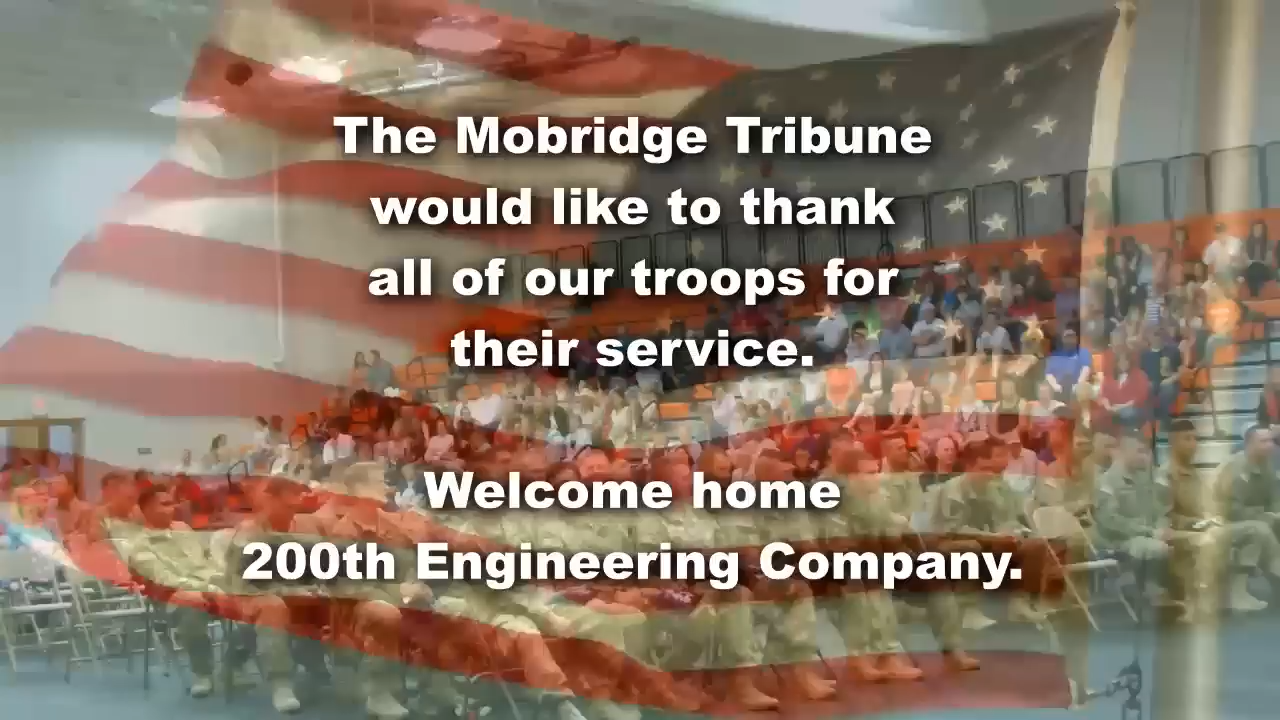 The Mobridge Tribune
would like to thank
all of our troops for
their service.
Welcome home
200th Engineering Company.